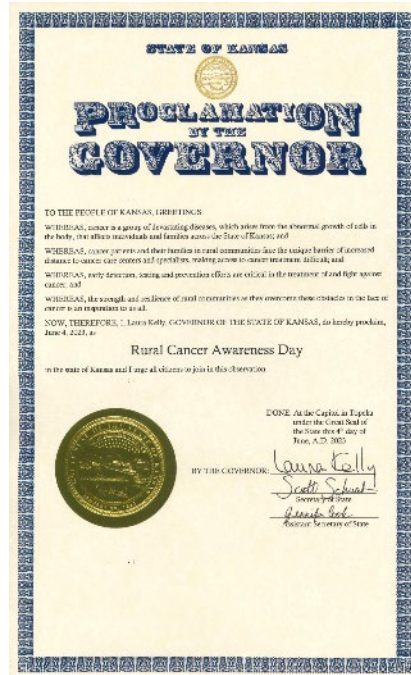 STATE OF KANSAS
PROCLAMATION
BY THE
GOVERNOR
TO THE PEOPLE OF KANSAS, GREETINGS:
WHEREAS, cancer is a group of devastating diseases, which arises from the abnormal growth of cells in
the body, that affects individuals and families across the State of Kansas; and
WHEREAS, cancer patients and their families in rural communities face the unique barrier of increased
distance to cancer care centers and specialists, making access to cancer treatment difficult; and
WHEREAS, early detection, testing and prevention efforts are critical in the treatment of and fight against
cancer; and
WHEREAS, the strength and resilience of rural communities as they overcome these obstacles in the face of
cancer is an inspiration to us all.
NOW, THEREFORE, I, Laura Kelly, GOVERNOR OF THE STATE OF KANSAS, do hereby proclaim,
June 4, 2023, as
Rural Cancer Awareness Day
in the state of Kansas and I urge all citizens to join in this observation.
DONE: At the Capitol in Topeka
under the Great Seal of
the State this 4th day of
June, A.D. 2023
BY THE GOVERNOR: Laura Kelly
Scott Schwab
Secretary of State
Assistant Secretary of State